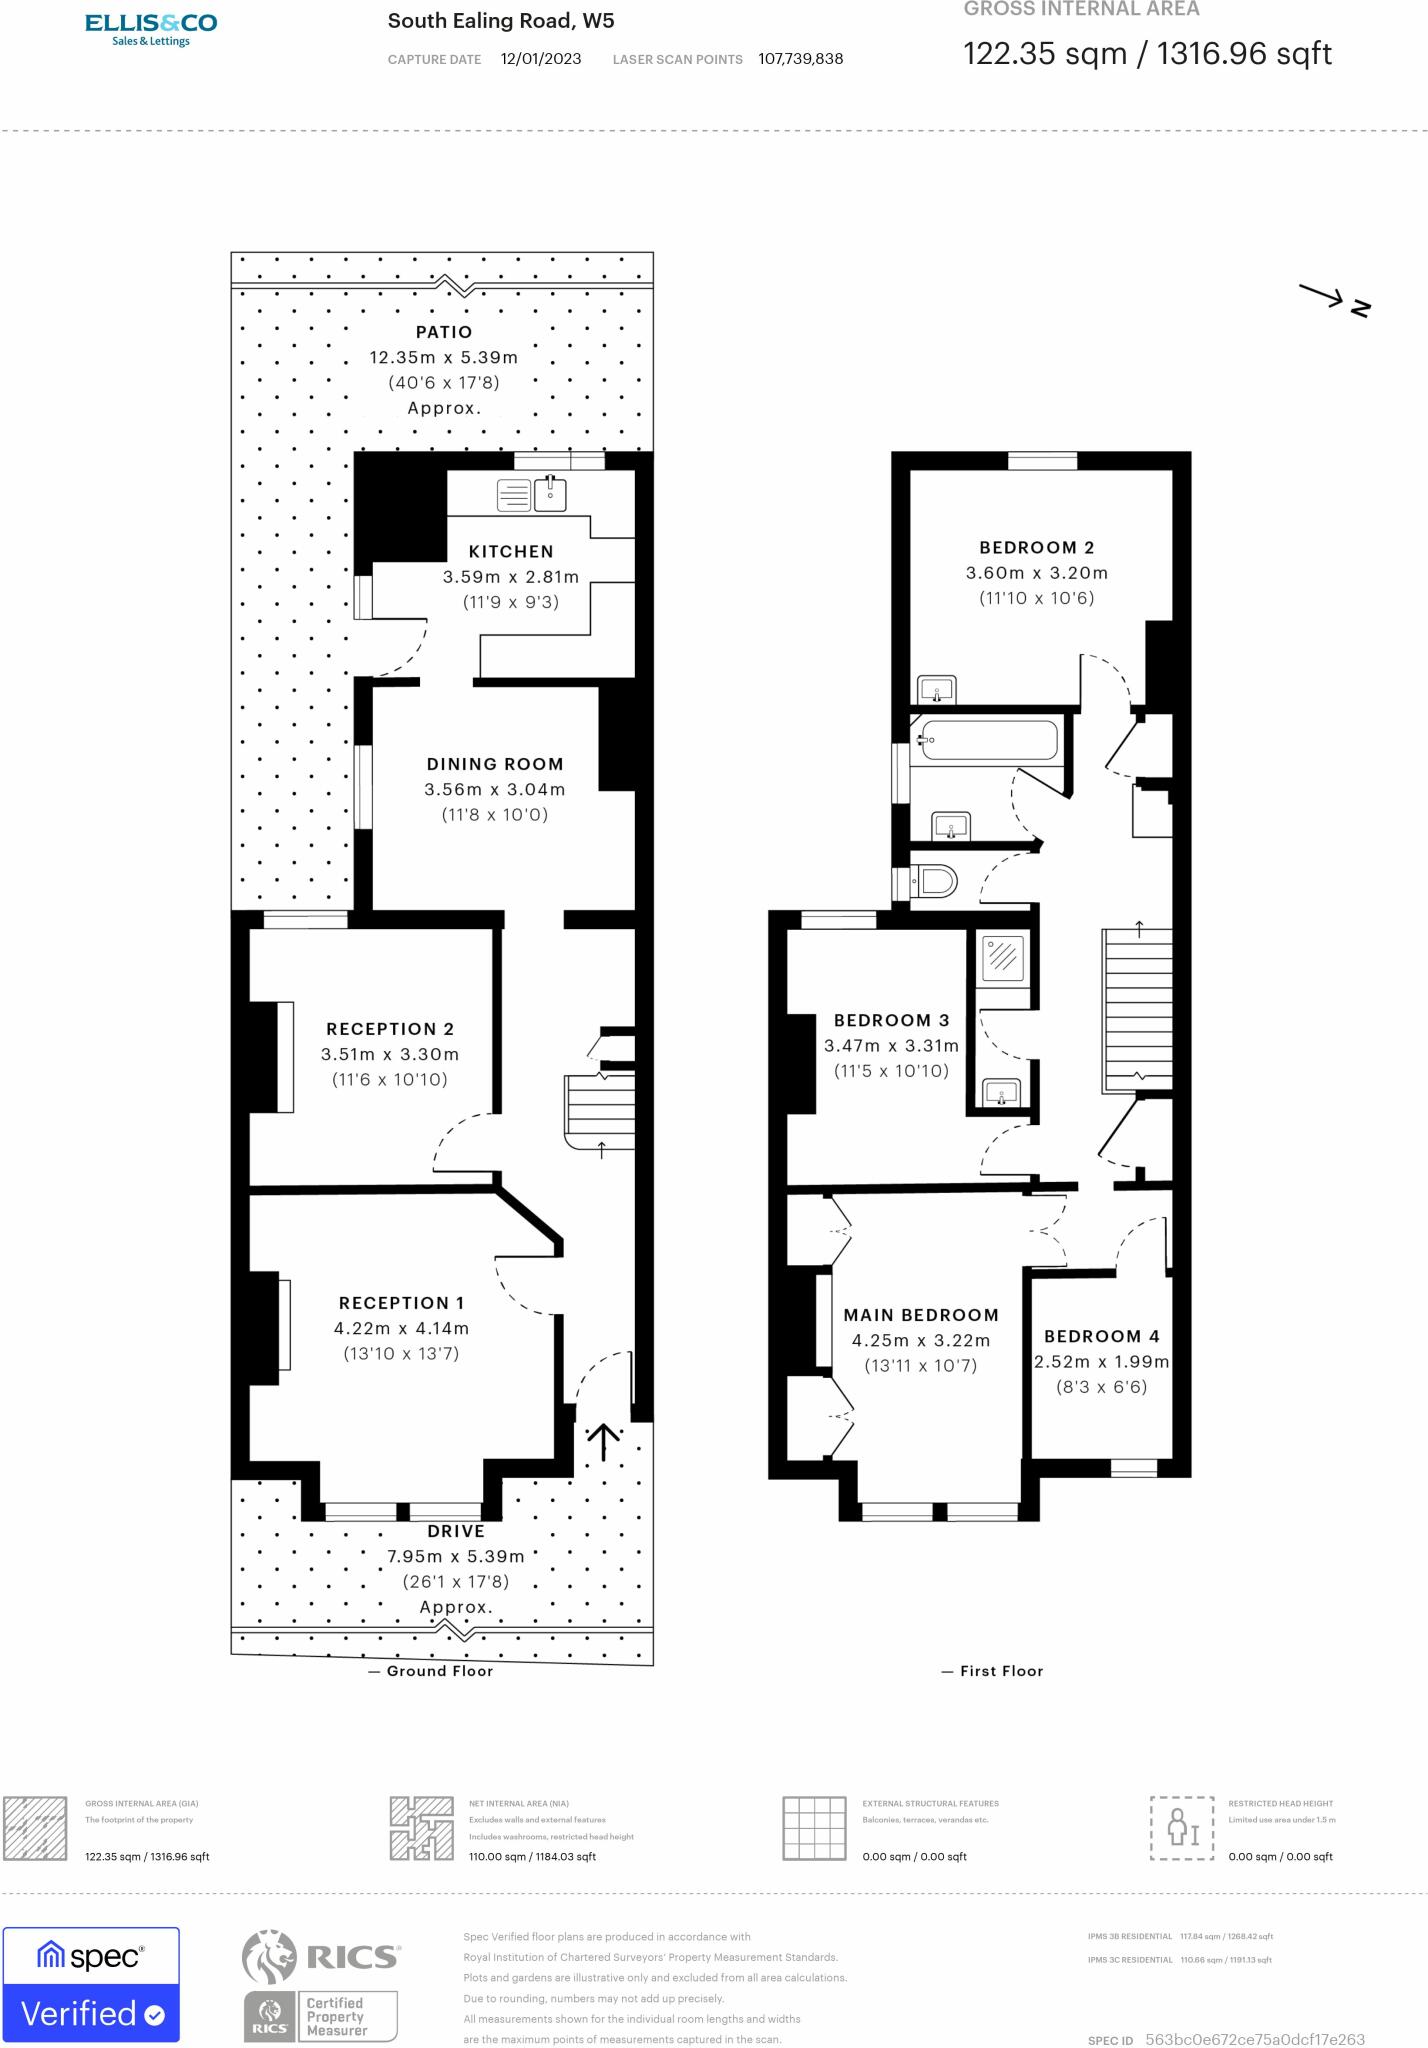 ELLIS&CO
Sales & Lettings
South Ealing Road, W5
CAPTURE DATE 12/01/2023 LASER SCAN POINTS 107,739,838
GROSS INTERNAL AREA
122.35 sqm / 1316.96 sqft
N
PATIO
12.35m x 5.39m
(40'6 x 17'8)
Approx.
KITCHEN
3.59m x 2.81m
(11'9 x 9'3)
DINING ROOM
3.56m x 3.04m
(11'8 x 10'0)
RECEPTION 2
3.51m x 3.30m
(11'6 x 10'10)
RECEPTION 1
4.22m x 4.14m
(13'10 x 13'7)
DRIVE
7.95m x 5.39m
(26'1 x 17'8)
Approx.
— Ground Floor
BEDROOM 2
3.60m x 3.20m
(11'10 x 10'6)
BEDROOM 3
3.47m x 3.31m
(11'5 x 10'10)
MAIN BEDROOM
4.25m x 3.22m
(13'11 x 10'7)
BEDROOM 4
2.52m x 1.99m
(8'3 x 6'6)
— First Floor
GROSS INTERNAL AREA (GIA)
The footprint of the property
122.35 sqm / 1316.96 sqft
NET INTERNAL AREA (NIA)
Excludes walls and external features
Includes washrooms, restricted head height
110.00 sqm / 1184.03 sqft
EXTERNAL STRUCTURAL FEATURES
Balconies, terraces, verandas etc.
0.00 sqm / 0.00 sqft
RESTRICTED HEAD HEIGHT
Limited use area under 1.5 m
0.00 sqm / 0.00 sqft
spec®
Verified
RICS®
RICS
Certified
Property
Measurer
Spec Verified floor plans are produced in accordance with
Royal Institution of Chartered Surveyors' Property Measurement Standards.
Plots and gardens are illustrative only and excluded from all area calculations.
Due to rounding, numbers may not add up precisely.
All measurements shown for the individual room lengths and widths
are the maximum points of measurements captured in the scan.
IPMS 3B RESIDENTIAL 117.84 sqm / 1268.42 sqft
IPMS 3C RESIDENTIAL 110.66 sqm / 1191.13 sqft
SPEC ID 563bc0e672ce75a0dcf17e263